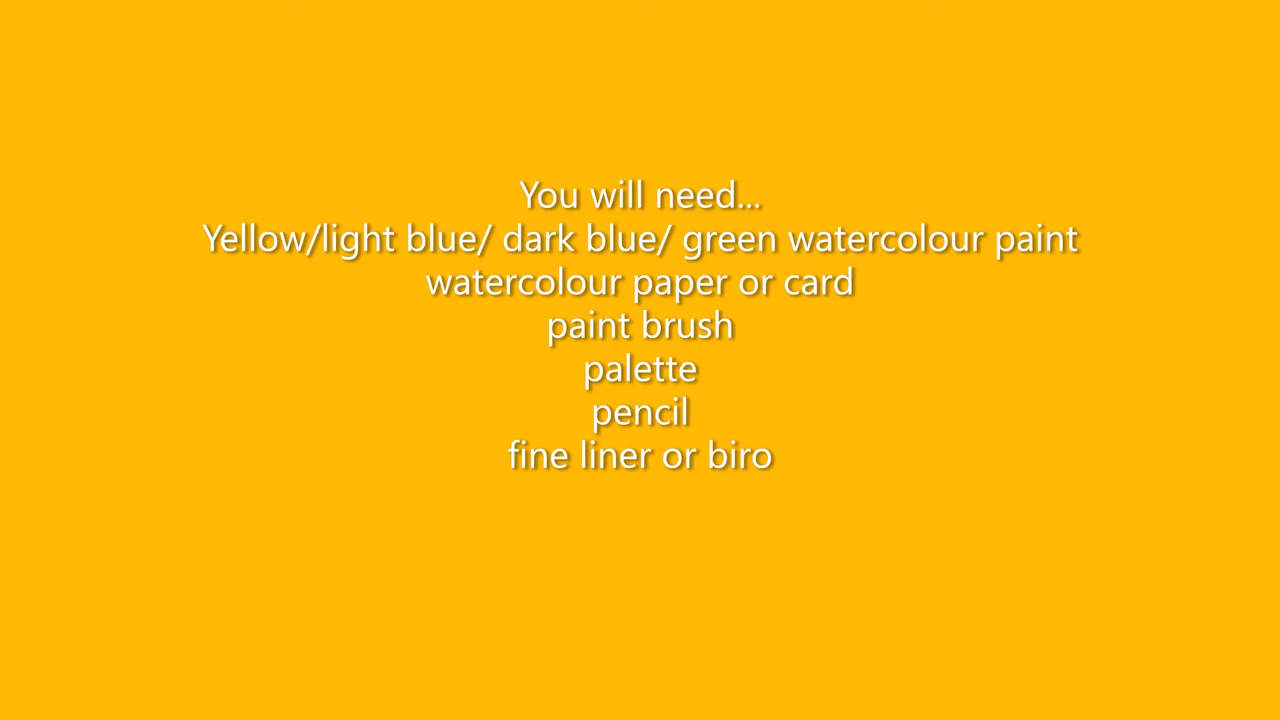 You will need...
Yellow/light blue/ dark blue/ green watercolour paint
watercolour paper or card
paint brush
palette
pencil
fine liner or biro